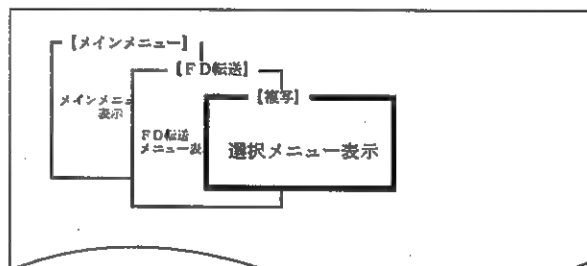 【メインメニュー】
【FD転送】
【複写】
メインメニュ
表示
FD転送
メニュー表
選択メニュー表示